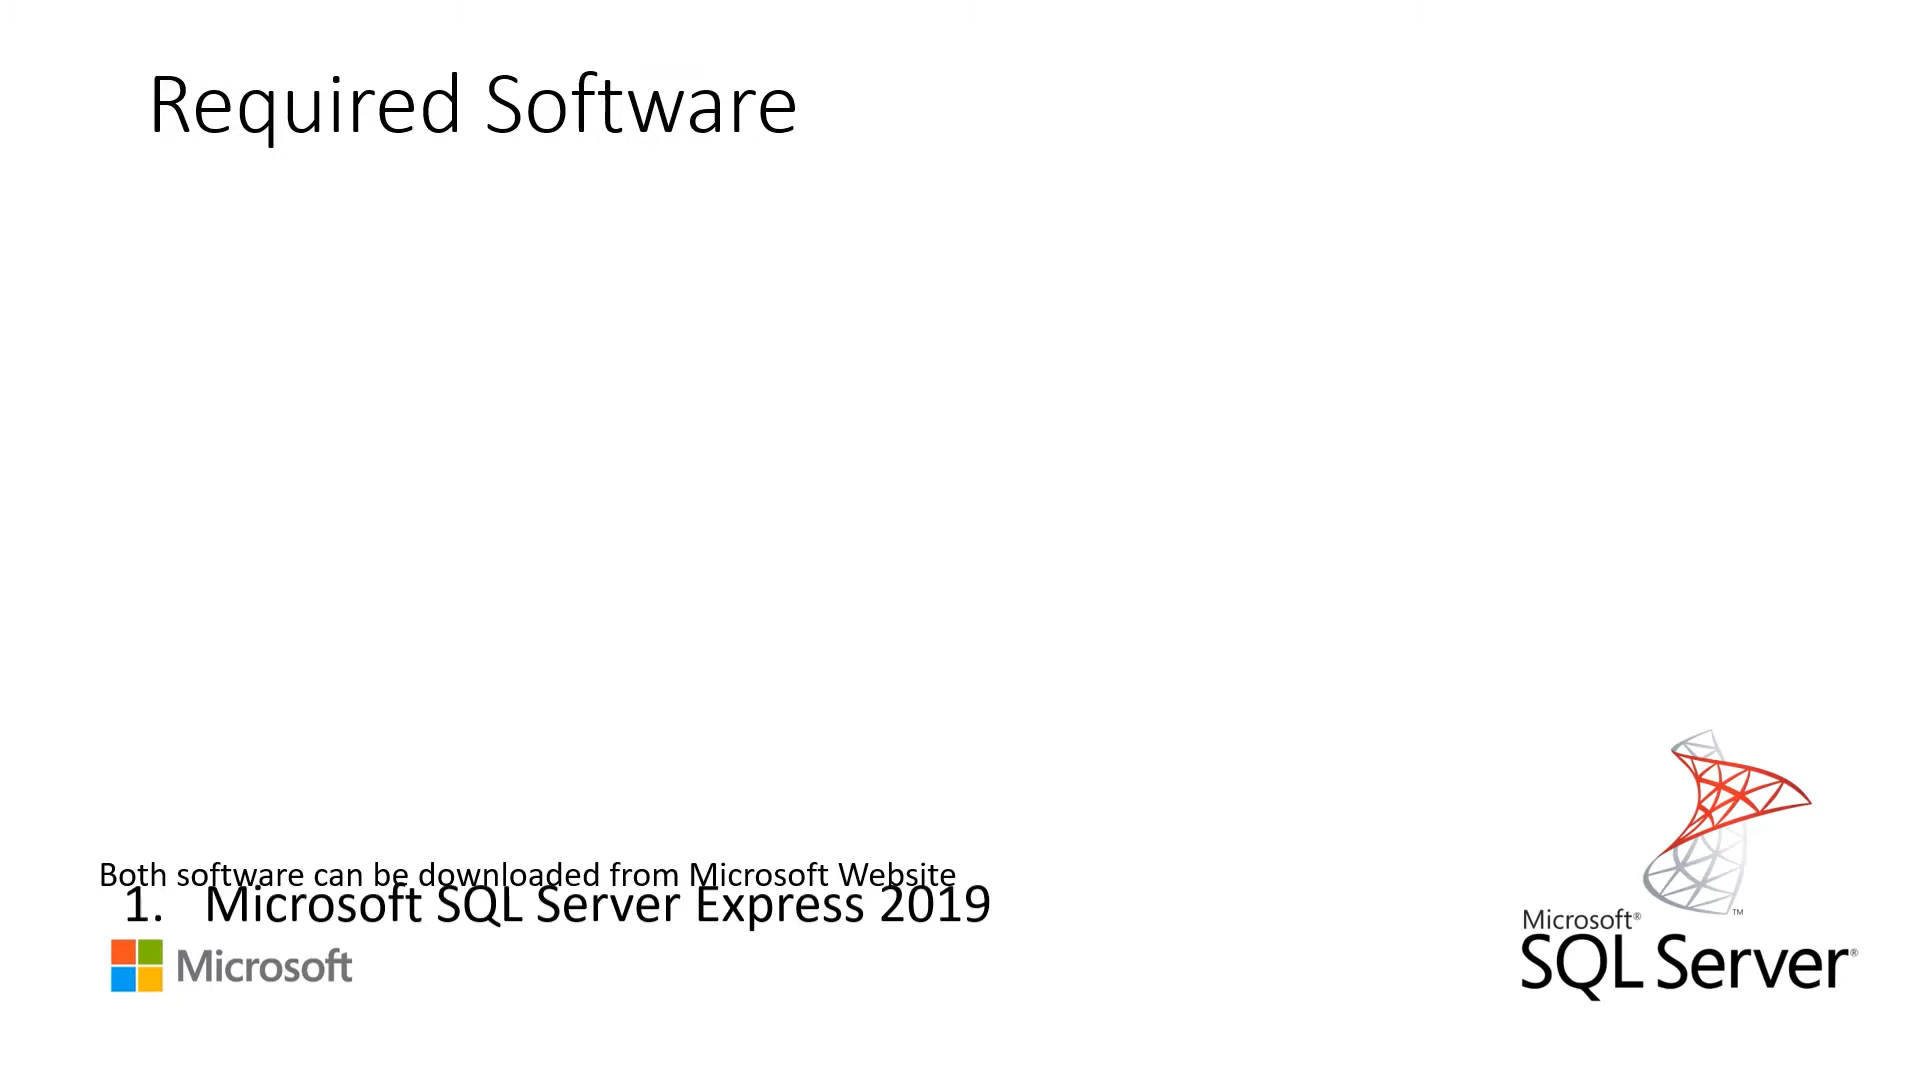 Required Software
Both software can be downloaded from Microsoft Website
1. Microsoft SQL Server Express 2019
Microsoft
Microsoft®
SQL Server®
™